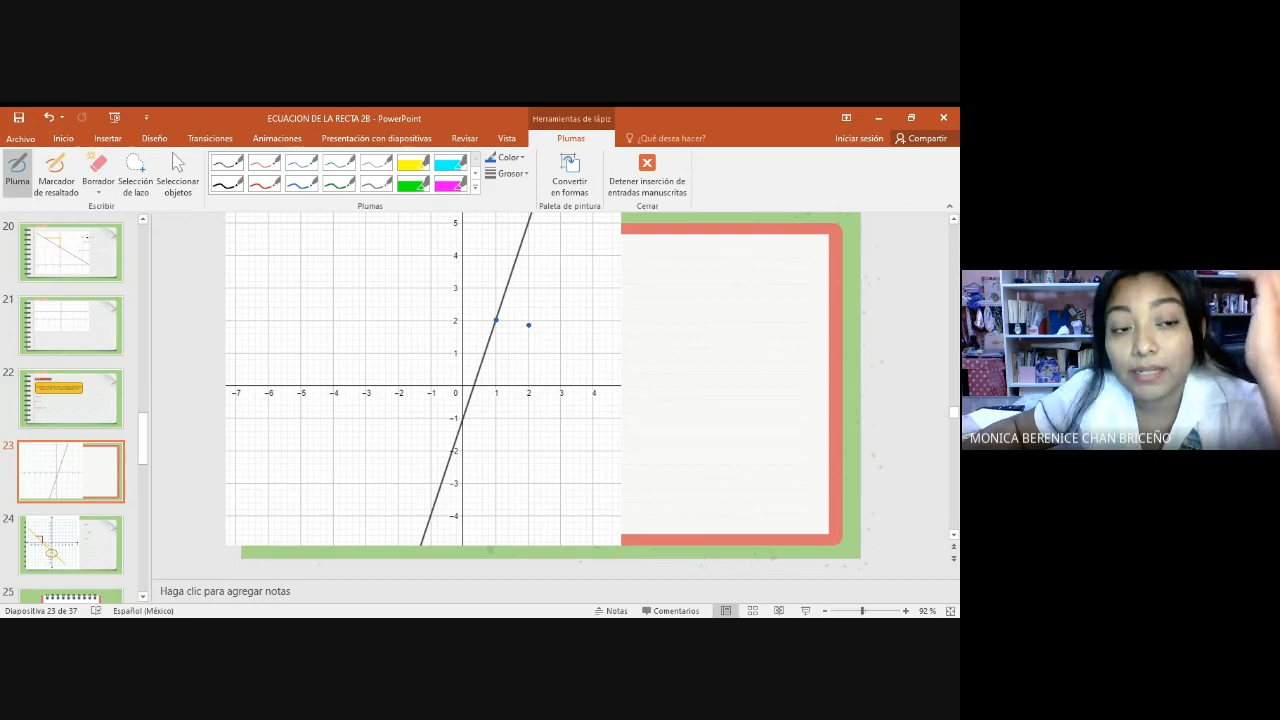 ECUACION DE LA RECTA 2B - PowerPoint
Herramientas de lápiz
Archivo Inicio Insertar Diseño Transiciones Animaciones Presentación con diapositivas Revisar Vista Plumas ¿Qué desea hacer? Iniciar sesión Compartir
Pluma
Marcador de resaltado
Borrador
Selección de lazo
Seleccionar objetos
Color
Grosor
Convertir en formas
Detener inserción de entradas manuscritas
Escribir Plumas Paleta de pintura Cerrar
20
21
22
23
24
25
5
4
3
2
1
−7 −6 −5 −4 −3 −2 −1 0 1 2 3 4
−1
−2
−3
−4
MONICA BERENICE CHAN BRICEÑO
Haga clic para agregar notas
Diapositiva 23 de 37 Español (México) Notas Comentarios 92 %